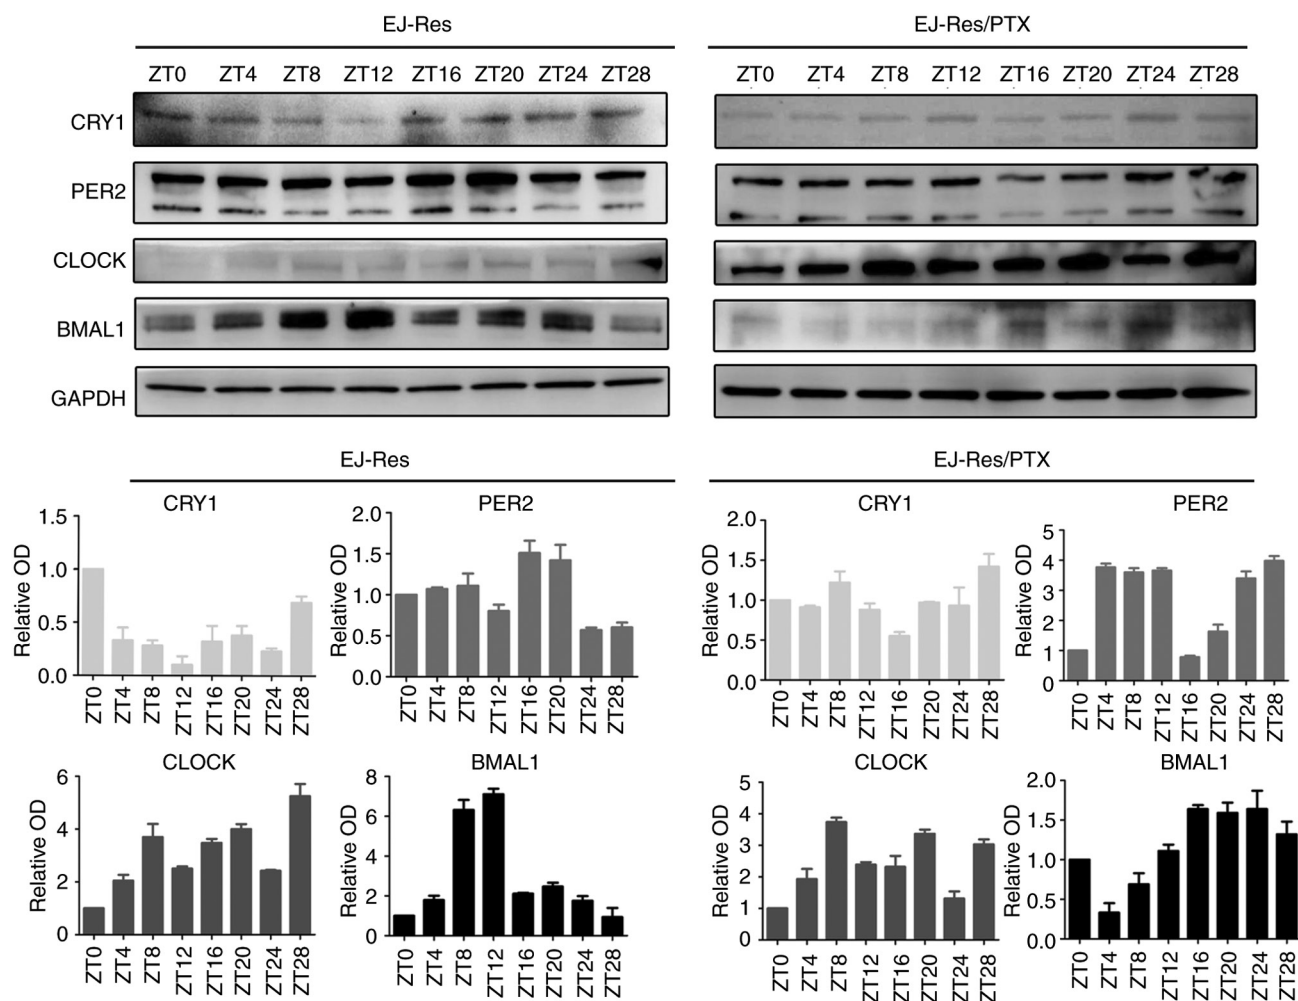 EJ-Res
EJ-Res/PTX
ZT0 ZT4 ZT8 ZT12 ZT16 ZT20 ZT24 ZT28
ZT0 ZT4 ZT8 ZT12 ZT16 ZT20 ZT24 ZT28
CRY1
PER2
CLOCK
BMAL1
GAPDH
EJ-Res
EJ-Res/PTX
CRY1
Relative OD
1.5
1.0
0.5
0.0
ZT0 ZT4 ZT8 ZT12 ZT16 ZT20 ZT24 ZT28
PER2
Relative OD
2.0
1.5
1.0
0.5
0.0
ZT0 ZT4 ZT8 ZT12 ZT16 ZT20 ZT24 ZT28
CRY1
Relative OD
2.0
1.5
1.0
0.5
0.0
ZT0 ZT4 ZT8 ZT12 ZT16 ZT20 ZT24 ZT28
PER2
Relative OD
5
4
3
2
1
0
ZT0 ZT4 ZT8 ZT12 ZT16 ZT20 ZT24 ZT28
CLOCK
Relative OD
6
4
2
0
ZT0 ZT4 ZT8 ZT12 ZT16 ZT20 ZT24 ZT28
BMAL1
Relative OD
8
6
4
2
0
ZT0 ZT4 ZT8 ZT12 ZT16 ZT20 ZT24 ZT28
CLOCK
Relative OD
5
4
3
2
1
0
ZT0 ZT4 ZT8 ZT12 ZT16 ZT20 ZT24 ZT28
BMAL1
Relative OD
2.0
1.5
1.0
0.5
0.0
ZT0 ZT4 ZT8 ZT12 ZT16 ZT20 ZT24 ZT28